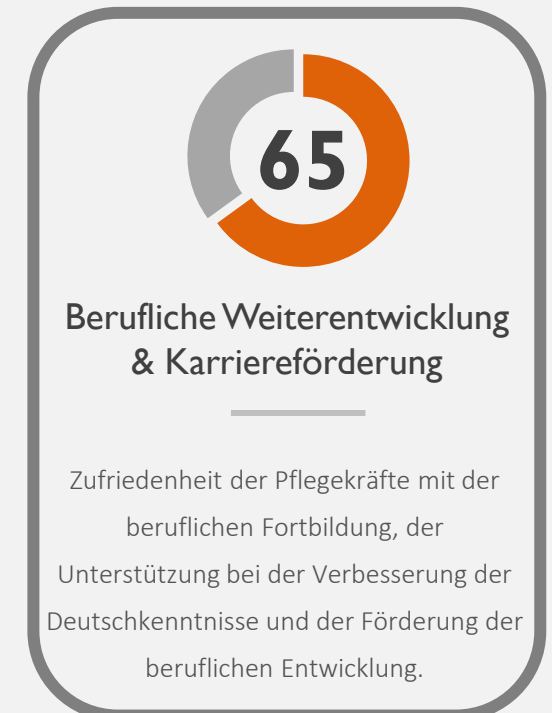 65
Berufliche Weiterentwicklung
& Karriereförderung
Zufriedenheit der Pflegekräfte mit der
beruflichen Fortbildung, der
Unterstützung bei der Verbesserung der
Deutschkenntnisse und der Förderung der
beruflichen Entwicklung.